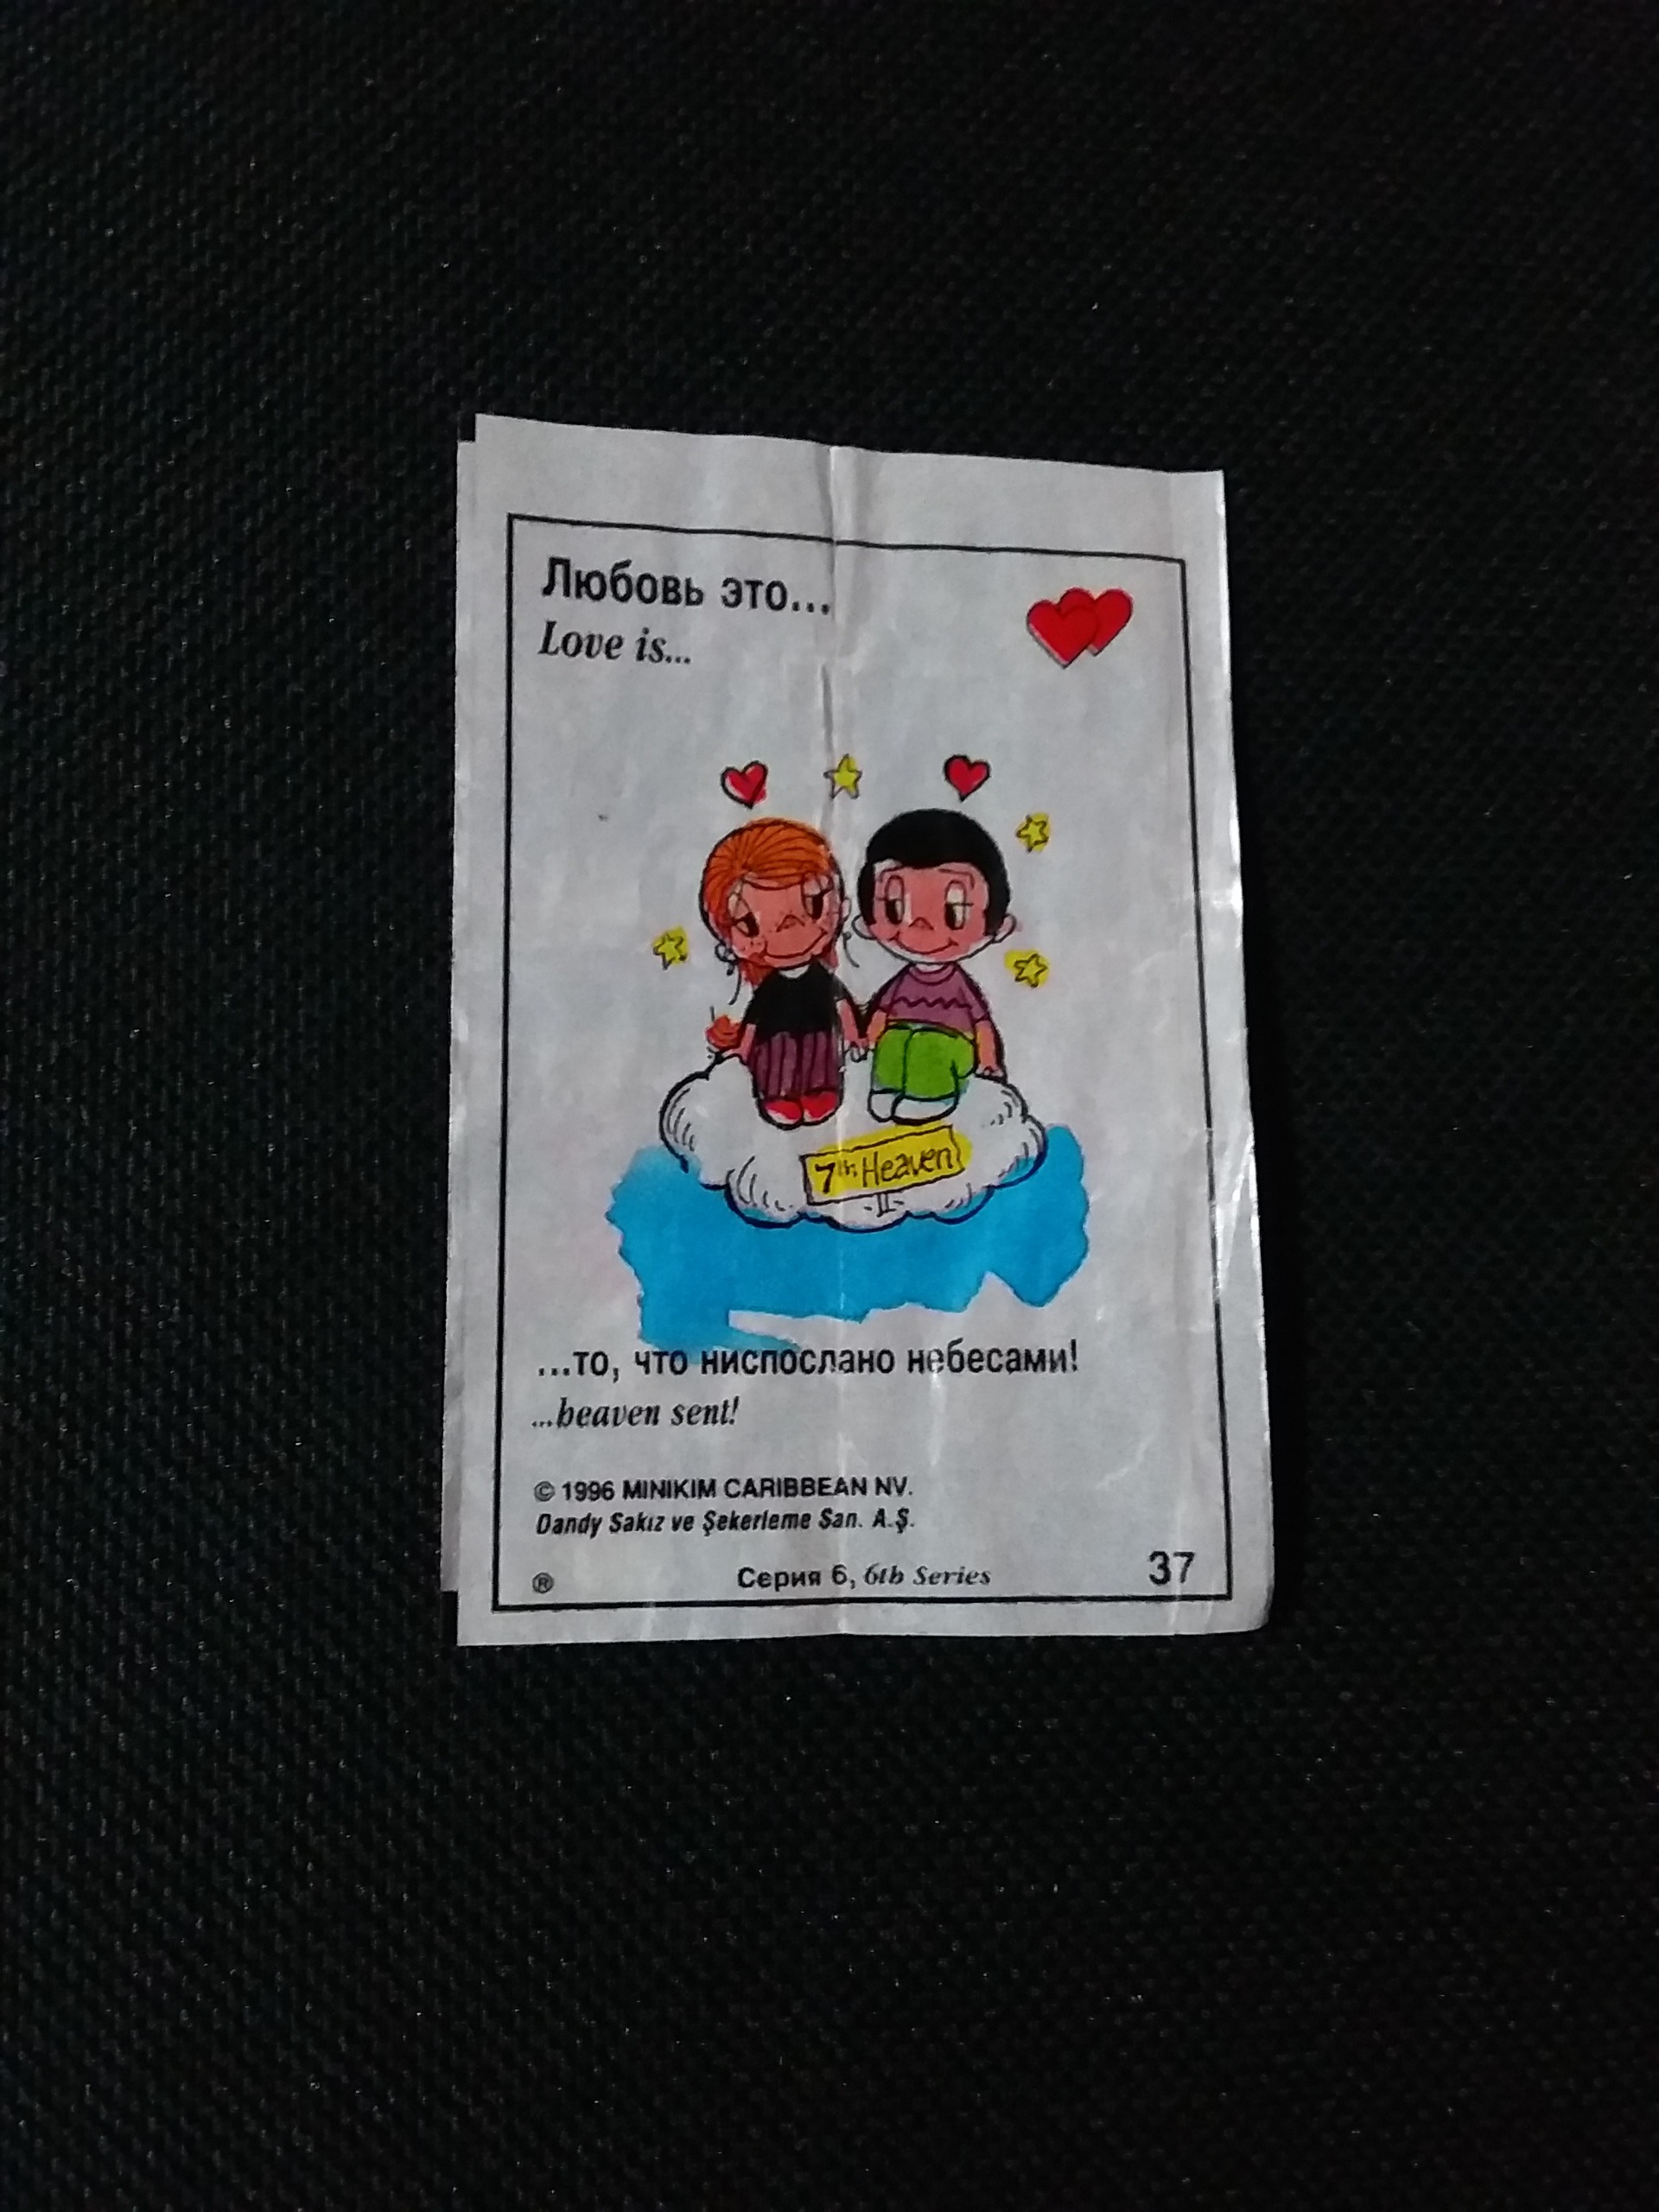 Любовь это...
Love is...
7th Heaven
...то, что ниспослано небесами!
...heaven sent!
© 1996 MINIKIM CARIBBEAN NV.
Dandy Sakız ve Şekerleme San. A.Ş.
® Серия 6, 6th Series 37